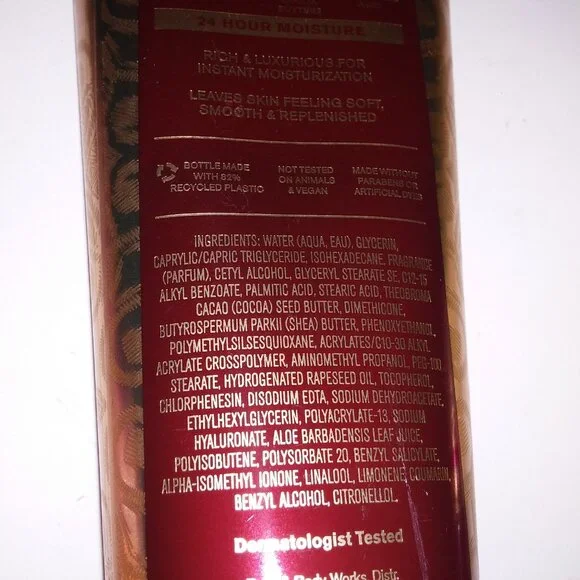 24 HOUR MOISTURE
RICH & LUXURIOUS FOR
INSTANT MOISTURIZATION
LEAVES SKIN FEELING SOFT,
SMOOTH & REPLENISHED
BOTTLE MADE
WITH 82%
RECYCLED PLASTIC
NOT TESTED
ON ANIMALS
& VEGAN
MADE WITHOUT
PARABENS OR
ARTIFICIAL DYES
INGREDIENTS: WATER (AQUA, EAU), GLYCERIN,
CAPRYLIC/CAPRIC TRIGLYCERIDE, ISOHEXADECANE, FRAGRANCE
(PARFUM), CETYL ALCOHOL, GLYCERYL STEARATE SE, C12-15
ALKYL BENZOATE, PALMITIC ACID, STEARIC ACID, THEOBROMA
CACAO (COCOA) SEED BUTTER, DIMETHICONE,
BUTYROSPERMUM PARKII (SHEA) BUTTER, PHENOXYETHANOL,
POLYMETHYLSILSESQUIOXANE, ACRYLATES/C10-30 ALKYL
ACRYLATE CROSSPOLYMER, AMINOMETHYL PROPANOL, PEG-100
STEARATE, HYDROGENATED RAPESEED OIL, TOCOPHEROL,
CHLORPHENESIN, DISODIUM EDTA, SODIUM DEHYDROACETATE,
ETHYLHEXYLGLYCERIN, POLYACRYLATE-13, SODIUM
HYALURONATE, ALOE BARBADENSIS LEAF JUICE,
POLYISOBUTENE, POLYSORBATE 20, BENZYL SALICYLATE,
ALPHA-ISOMETHYL IONONE, LINALOOL, LIMONENE, COUMARIN,
BENZYL ALCOHOL, CITRONELLOL.
Dermatologist Tested
Body Works, Distr.